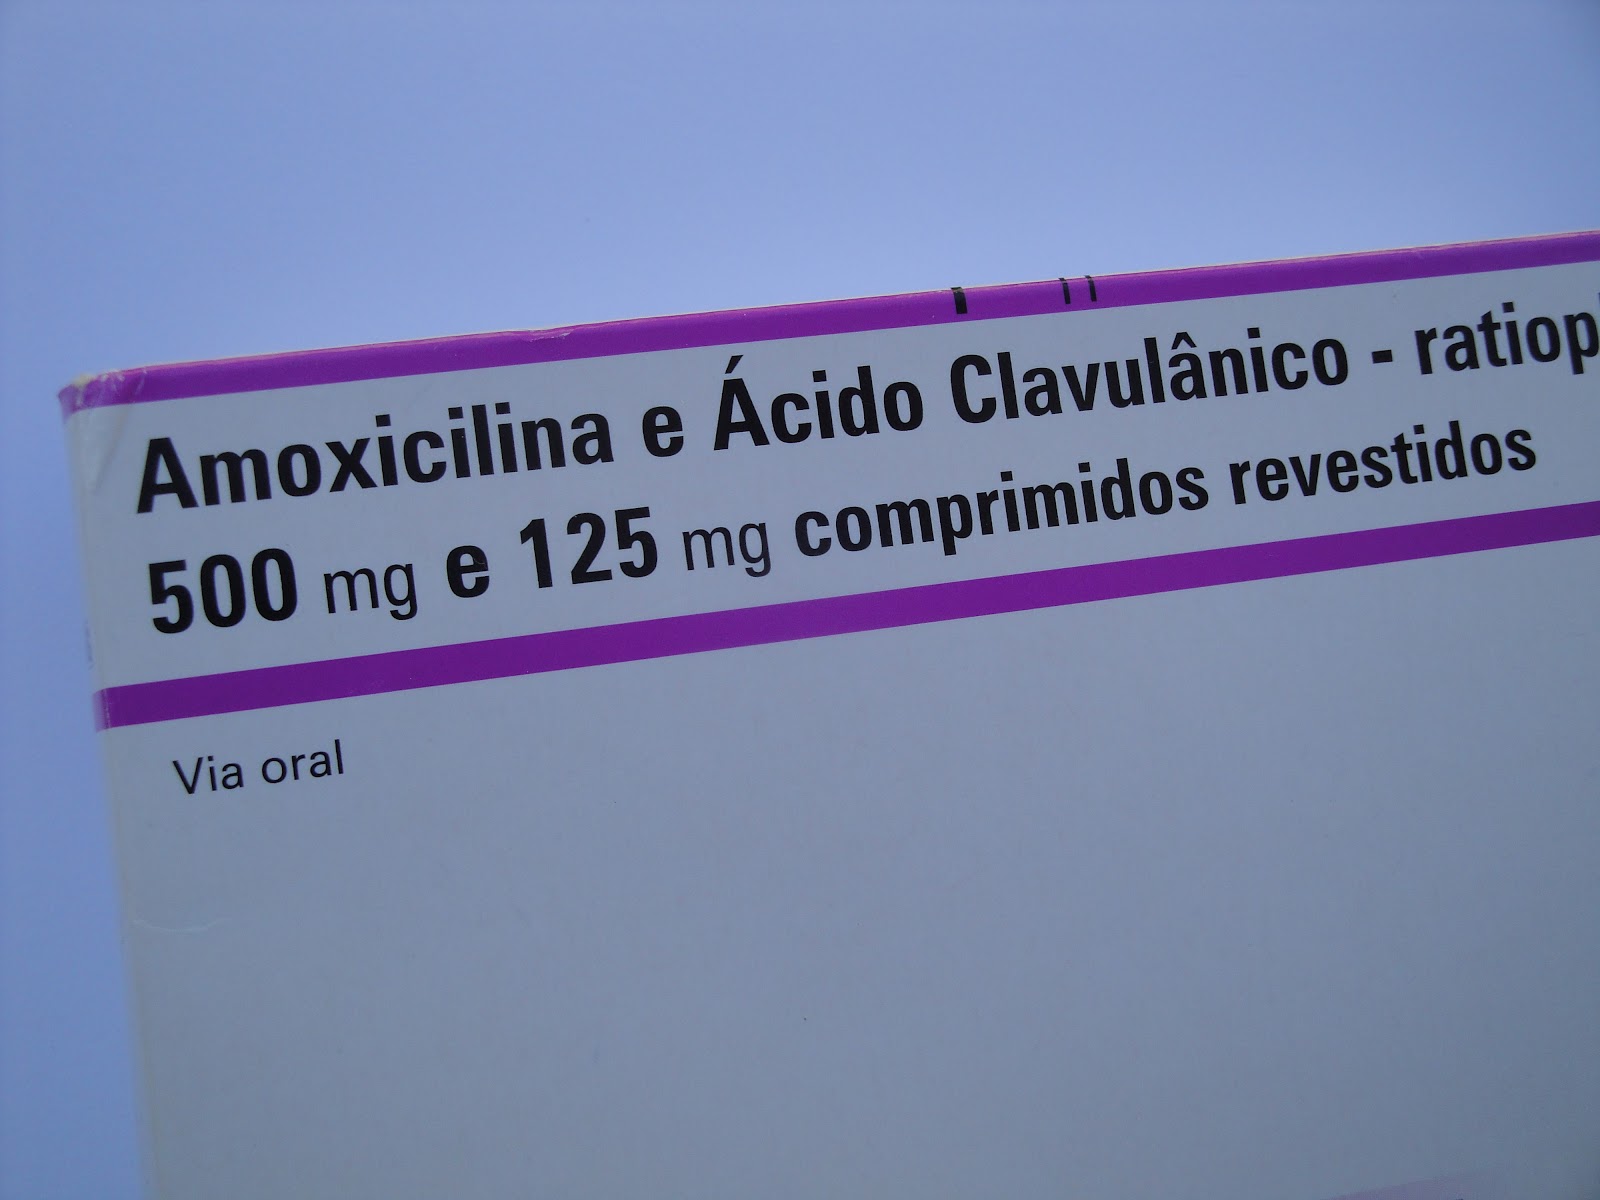 Amoxicilina e Ácido Clavulânico - ratiop
500 mg e 125 mg comprimidos revestidos
Via oral